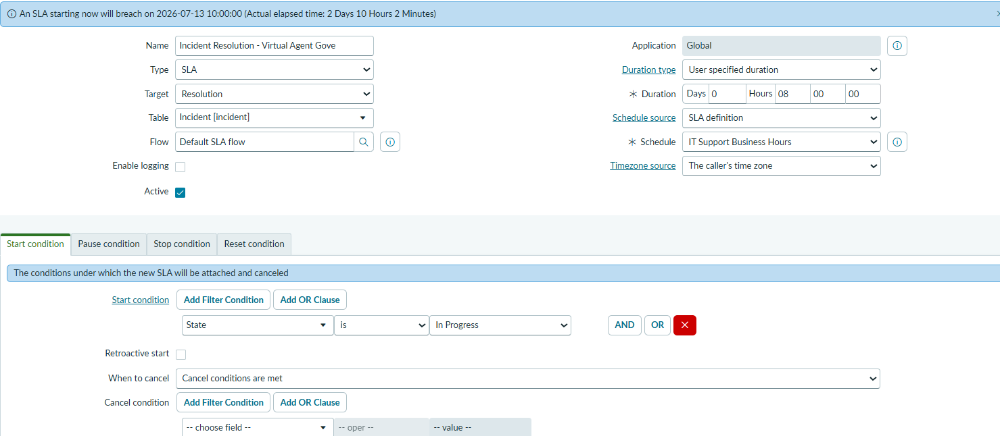 An SLA starting now will breach on 2026-07-13 10:00:00 (Actual elapsed time: 2 Days 10 Hours 2 Minutes)
Name Incident Resolution - Virtual Agent Gove
Application Global
Type SLA
Duration type User specified duration
Target Resolution
* Duration Days 0 Hours 08 00 00
Table Incident [incident]
Schedule source SLA definition
Flow Default SLA flow
* Schedule IT Support Business Hours
Enable logging
Timezone source The caller's time zone
Active
Start condition Pause condition Stop condition Reset condition
The conditions under which the new SLA will be attached and canceled
Start condition Add Filter Condition Add OR Clause
State is In Progress AND OR
Retroactive start
When to cancel Cancel conditions are met
Cancel condition Add Filter Condition Add OR Clause
-- choose field -- -- oper -- -- value --